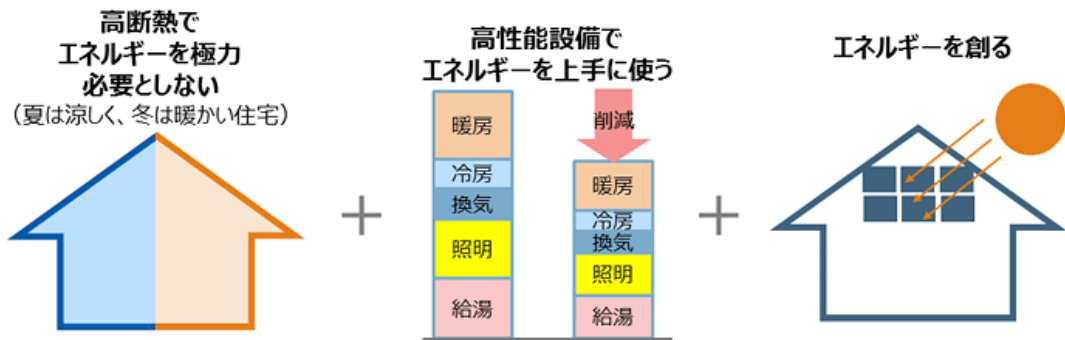 高断熱で
エネルギーを極力
必要としない
（夏は涼しく、冬は暖かい住宅）
高性能設備で
エネルギーを上手に使う
暖房
冷房
換気
照明
給湯
削減
暖房
冷房
換気
照明
給湯
エネルギーを創る